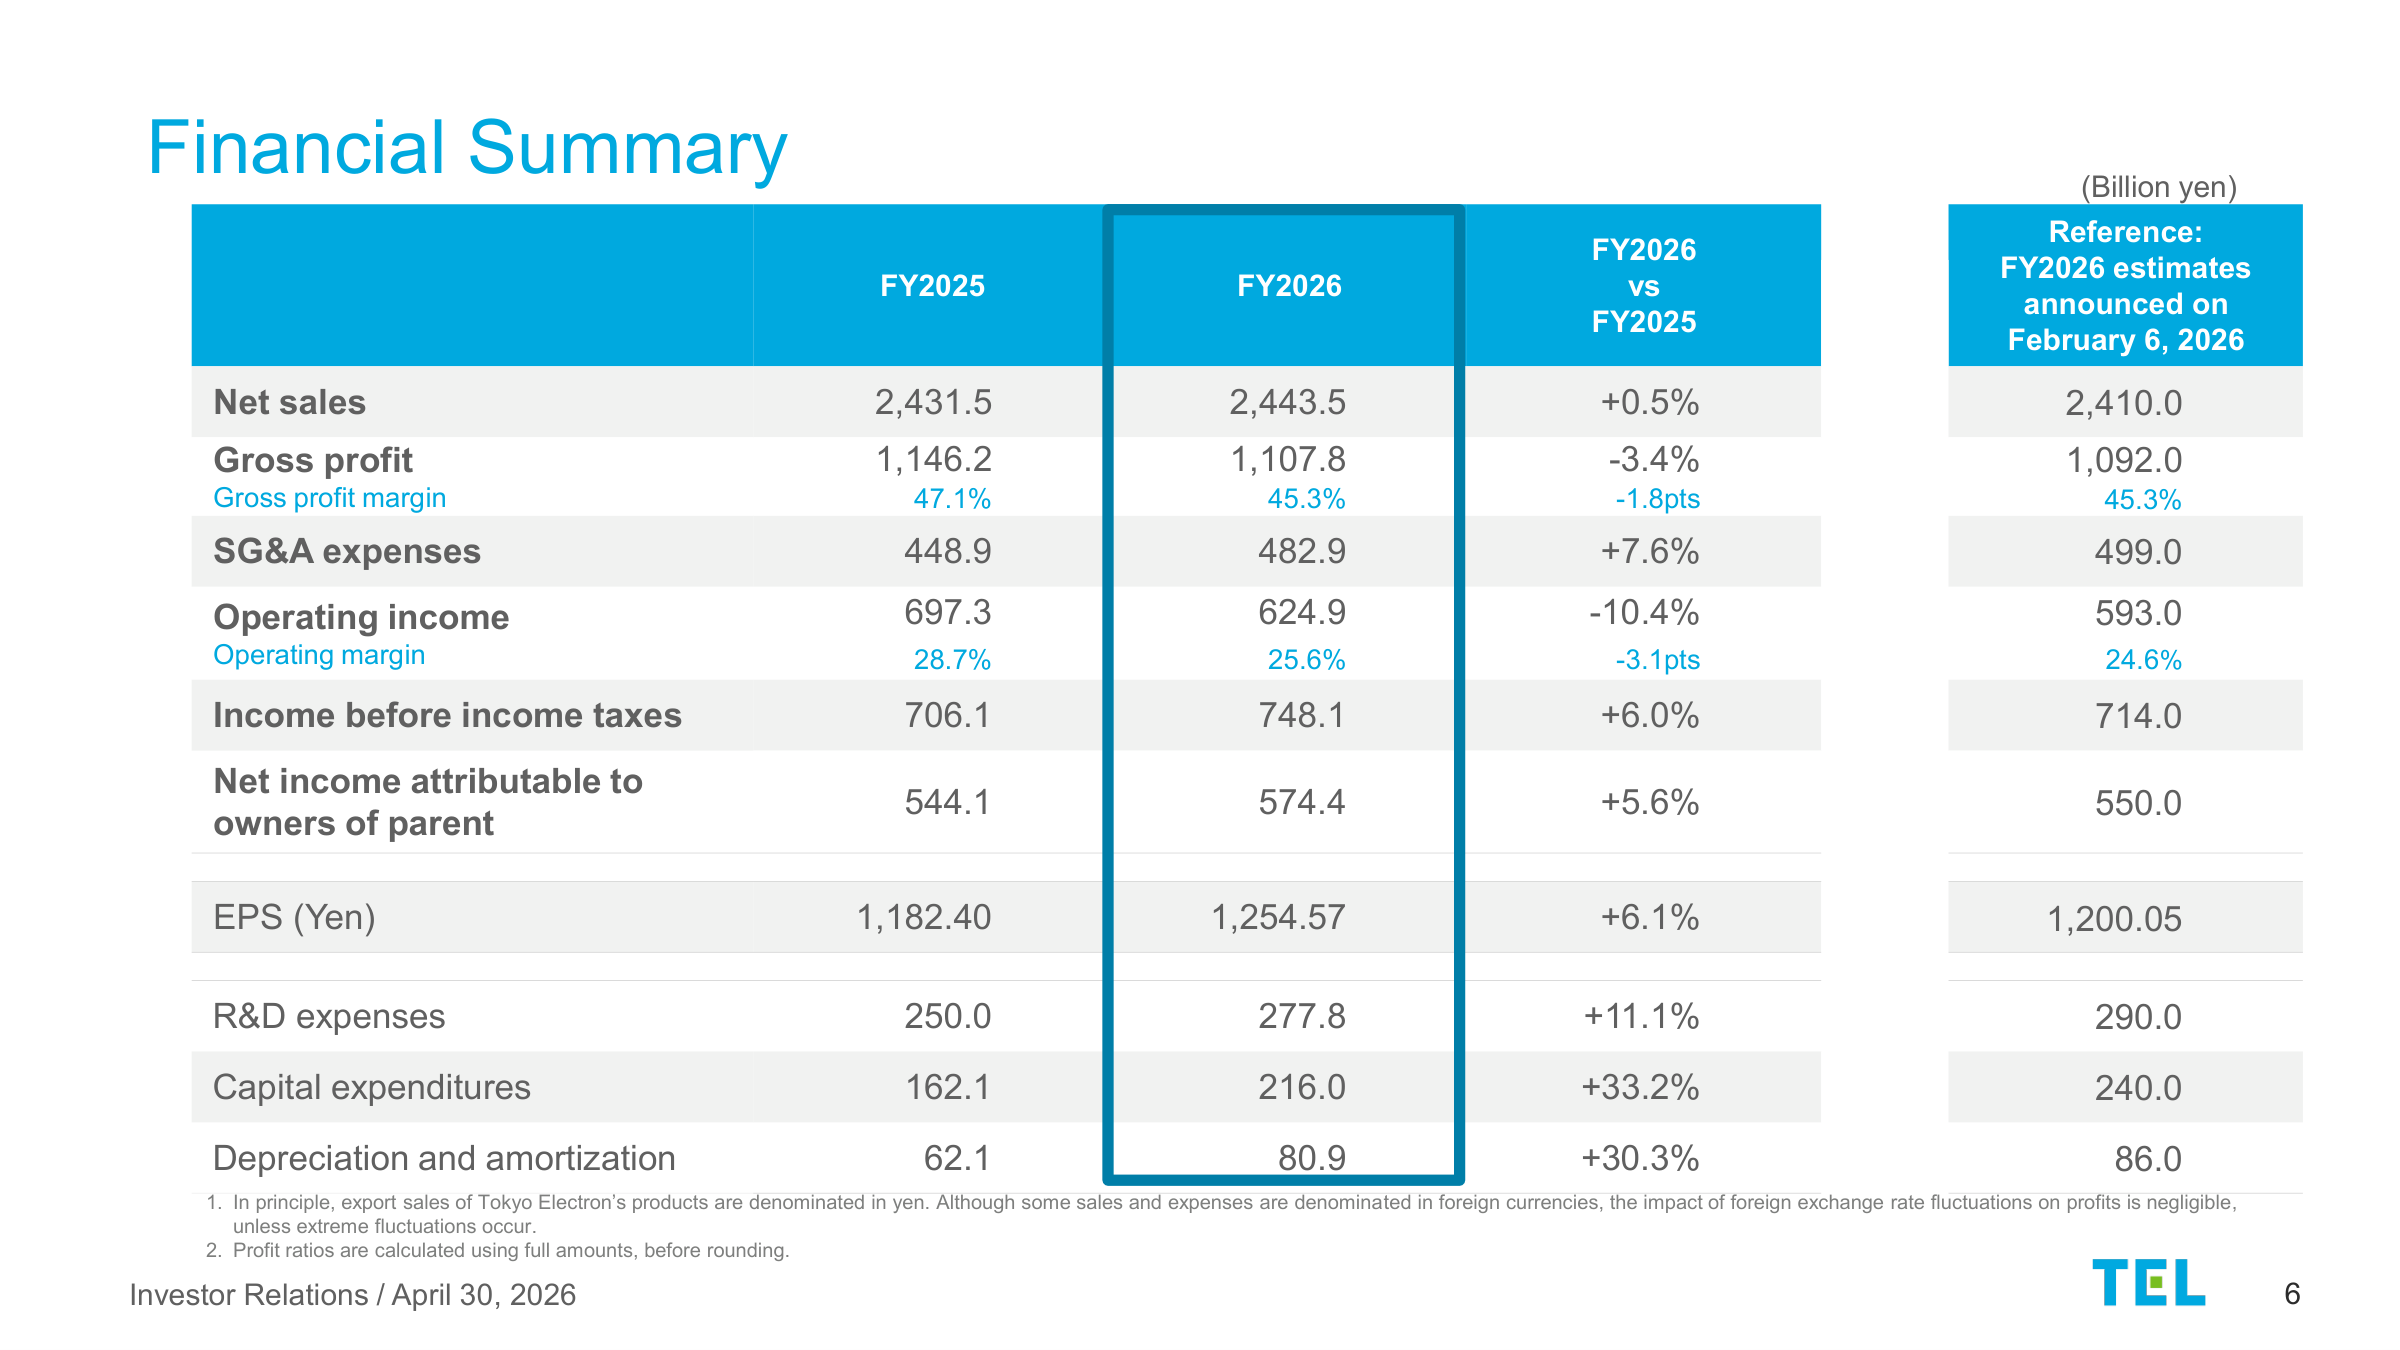 Financial Summary
(Billion yen)
FY2025 FY2026 FY2026 vs FY2025 Reference: FY2026 estimates announced on February 6, 2026
Net sales 2,431.5 2,443.5 +0.5% 2,410.0
Gross profit 1,146.2 1,107.8 -3.4% 1,092.0
Gross profit margin 47.1% 45.3% -1.8pts 45.3%
SG&A expenses 448.9 482.9 +7.6% 499.0
Operating income 697.3 624.9 -10.4% 593.0
Operating margin 28.7% 25.6% -3.1pts 24.6%
Income before income taxes 706.1 748.1 +6.0% 714.0
Net income attributable to
owners of parent 544.1 574.4 +5.6% 550.0
EPS (Yen) 1,182.40 1,254.57 +6.1% 1,200.05
R&D expenses 250.0 277.8 +11.1% 290.0
Capital expenditures 162.1 216.0 +33.2% 240.0
Depreciation and amortization 62.1 80.9 +30.3% 86.0
1. In principle, export sales of Tokyo Electron's products are denominated in yen. Although some sales and expenses are denominated in foreign currencies, the impact of foreign exchange rate fluctuations on profits is negligible,
unless extreme fluctuations occur.
2. Profit ratios are calculated using full amounts, before rounding.
Investor Relations / April 30, 2026
TEL
6